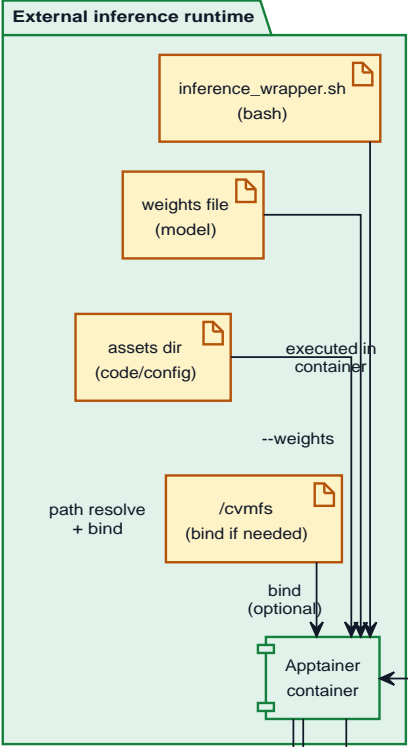 External inference runtime
inference_wrapper.sh
(bash)
weights file
(model)
assets dir
(code/config)
executed in
container
--weights
/cvmfs
(bind if needed)
path resolve
+ bind
bind
(optional)
Apptainer
container